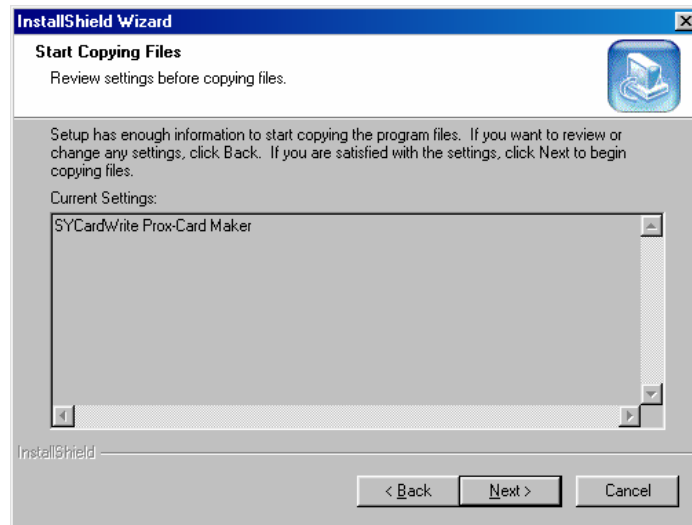 InstallShield Wizard
Start Copying Files
Review settings before copying files.
Setup has enough information to start copying the program files.  If you want to review or
change any settings, click Back.  If you are satisfied with the settings, click Next to begin
copying files.
Current Settings:
SYCardWrite Prox-Card Maker
InstallShield
< Back
Next >
Cancel